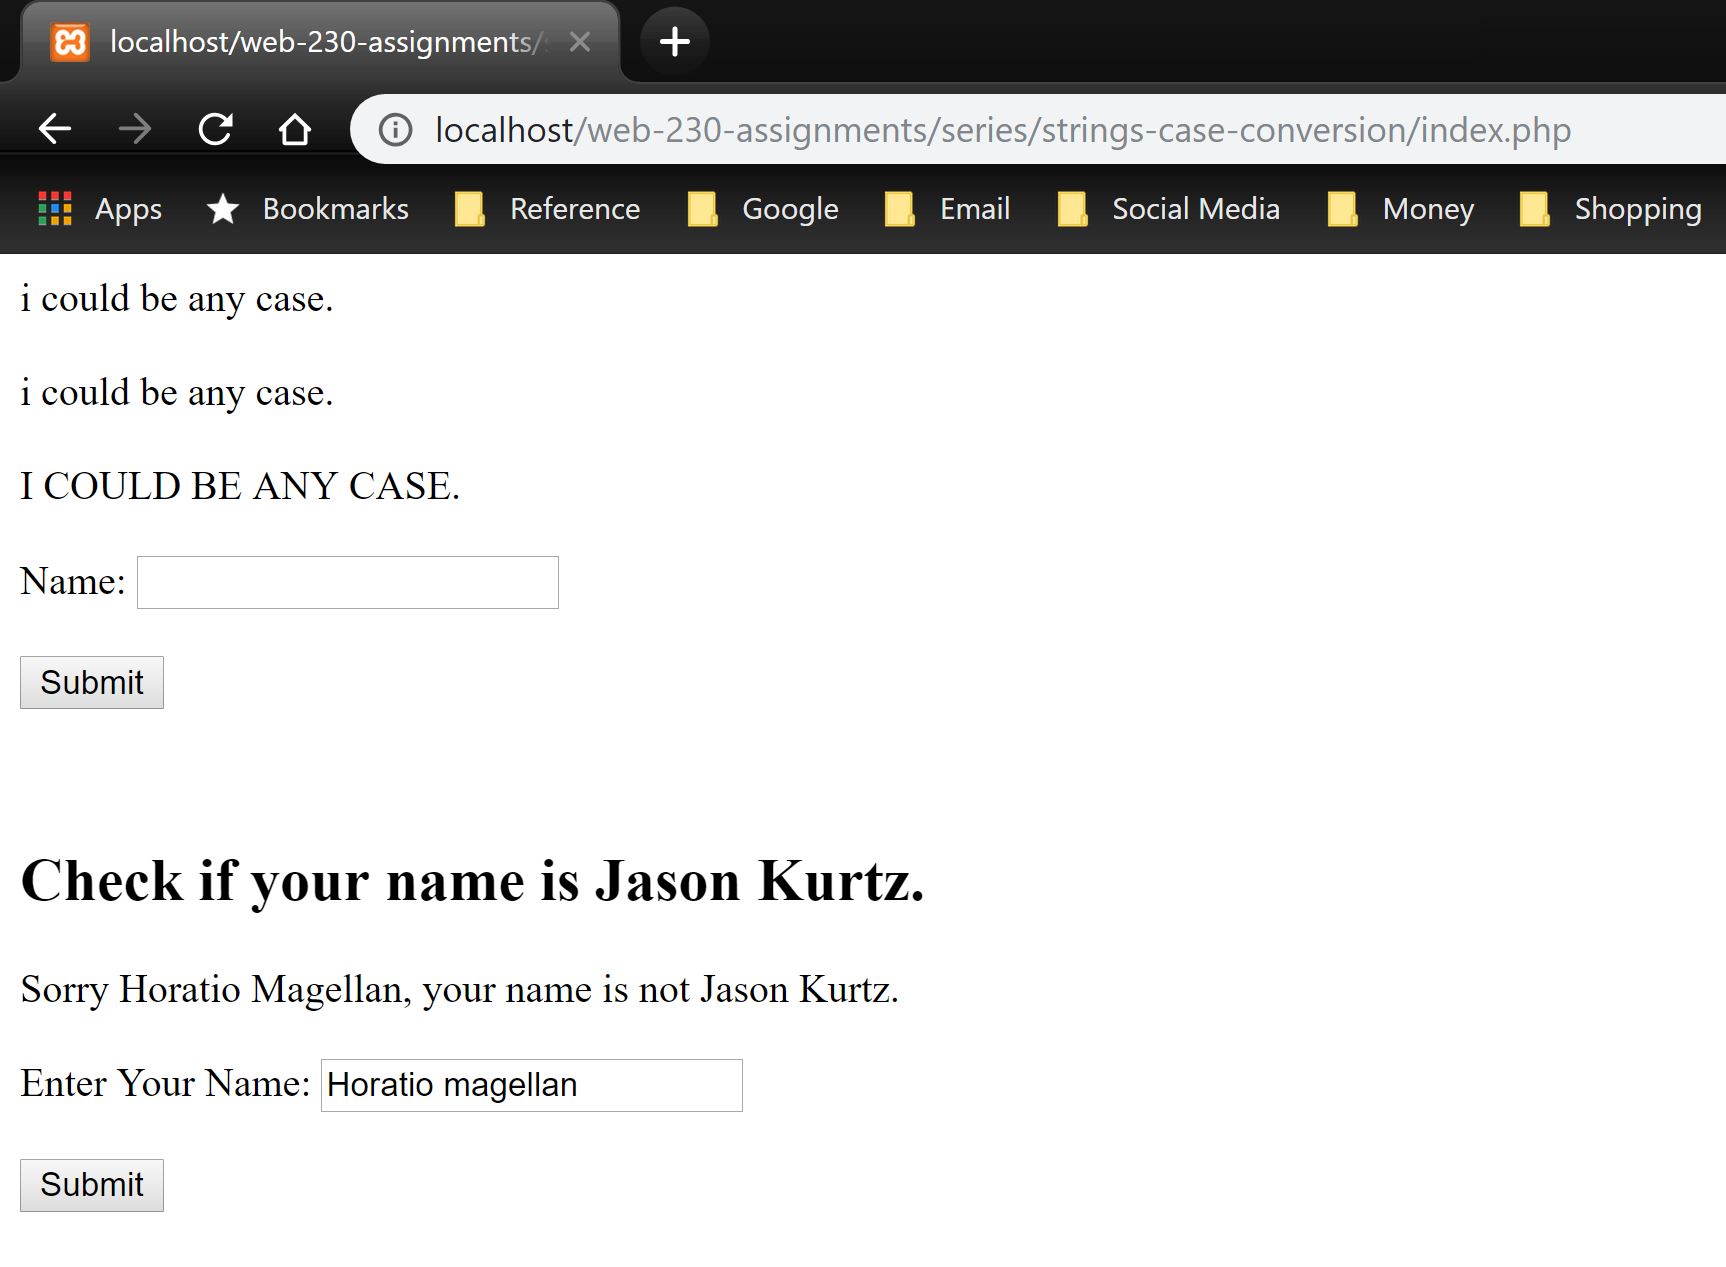 localhost/web-230-assignments/
localhost/web-230-assignments/series/strings-case-conversion/index.php
Apps Bookmarks Reference Google Email Social Media Money Shopping
i could be any case.
i could be any case.
I COULD BE ANY CASE.
Name:
Submit
Check if your name is Jason Kurtz.
Sorry Horatio Magellan, your name is not Jason Kurtz.
Enter Your Name: Horatio magellan
Submit